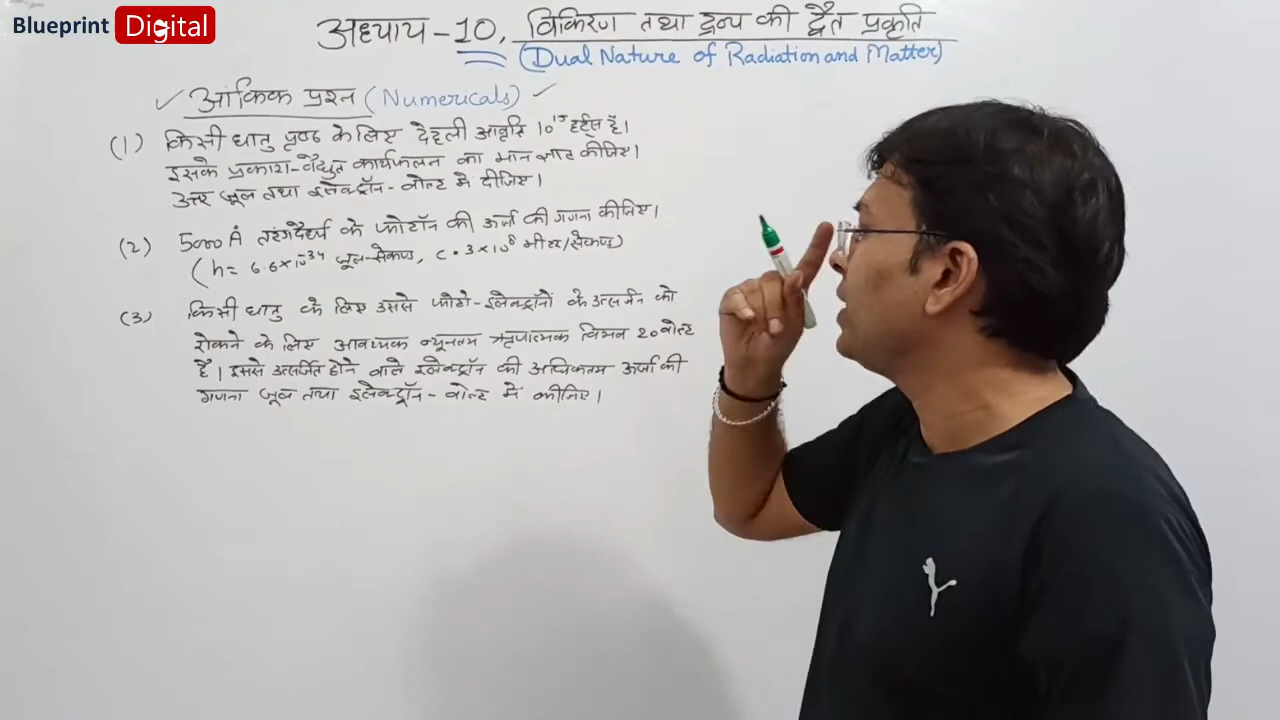 Blueprint Digital
अध्याय-10, विकिरण तथा द्रव्य की द्वैत प्रकृति
(Dual Nature of Radiation and Matter)
आंकिक प्रश्न (Numericals)
(1) किसी धातु पृष्ठ के लिए देहली आवृत्ति 10¹⁵ हर्ट्स है।
इसके प्रकाश-वैद्युत कार्यफलन का मान ज्ञात कीजिए।
उत्तर जूल तथा इलेक्ट्रॉन-वोल्ट में दीजिए।
(2) 5000 Å तरंगदैर्घ्य के फोटॉन की ऊर्जा की गणना कीजिए।
(h = 6.6×10⁻³⁴ जूल-सेकण्ड, c = 3×10⁸ मीटर/सेकण्ड)
(3) किसी धातु के लिए उससे फोटो-इलेक्ट्रॉनों के उत्सर्जन को
रोकने के लिए आवश्यक न्यूनतम ऋणात्मक विभव 20 वोल्ट
है। इससे उत्सर्जित होने वाले इलेक्ट्रॉन की अधिकतम ऊर्जा की
गणना जूल तथा इलेक्ट्रॉन-वोल्ट में कीजिए।